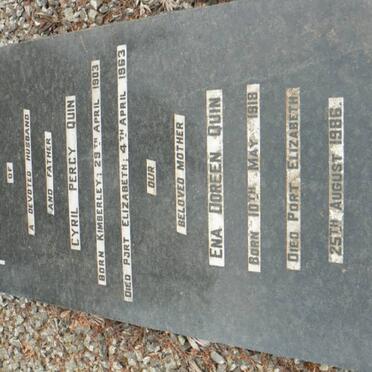 OF
A DEVOTED HUSBAND
AND FATHER
CYRIL PERCY QUIN
BORN KIMBERLEY; 29TH APRIL 1903
DIED PORT ELIZABETH; 4TH APRIL 1963
OUR
BELOVED MOTHER
ENA DOREEN QUIN
BORN 10TH MAY 1918
DIED PORT ELIZABETH
25TH AUGUST 1986.